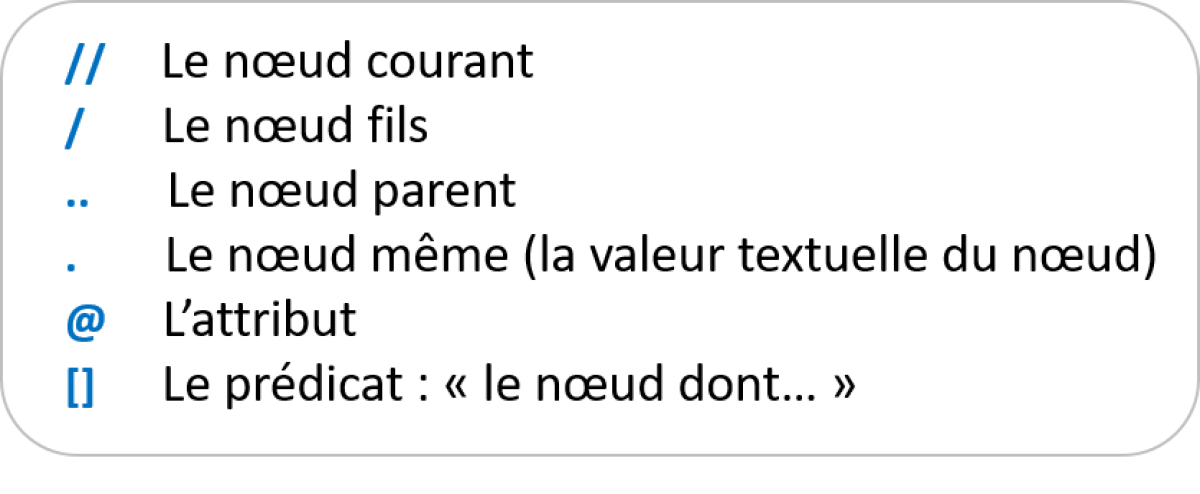 // Le nœud courant
/ Le nœud fils
.. Le nœud parent
. Le nœud même (la valeur textuelle du nœud)
@ L’attribut
[] Le prédicat : « le nœud dont... »